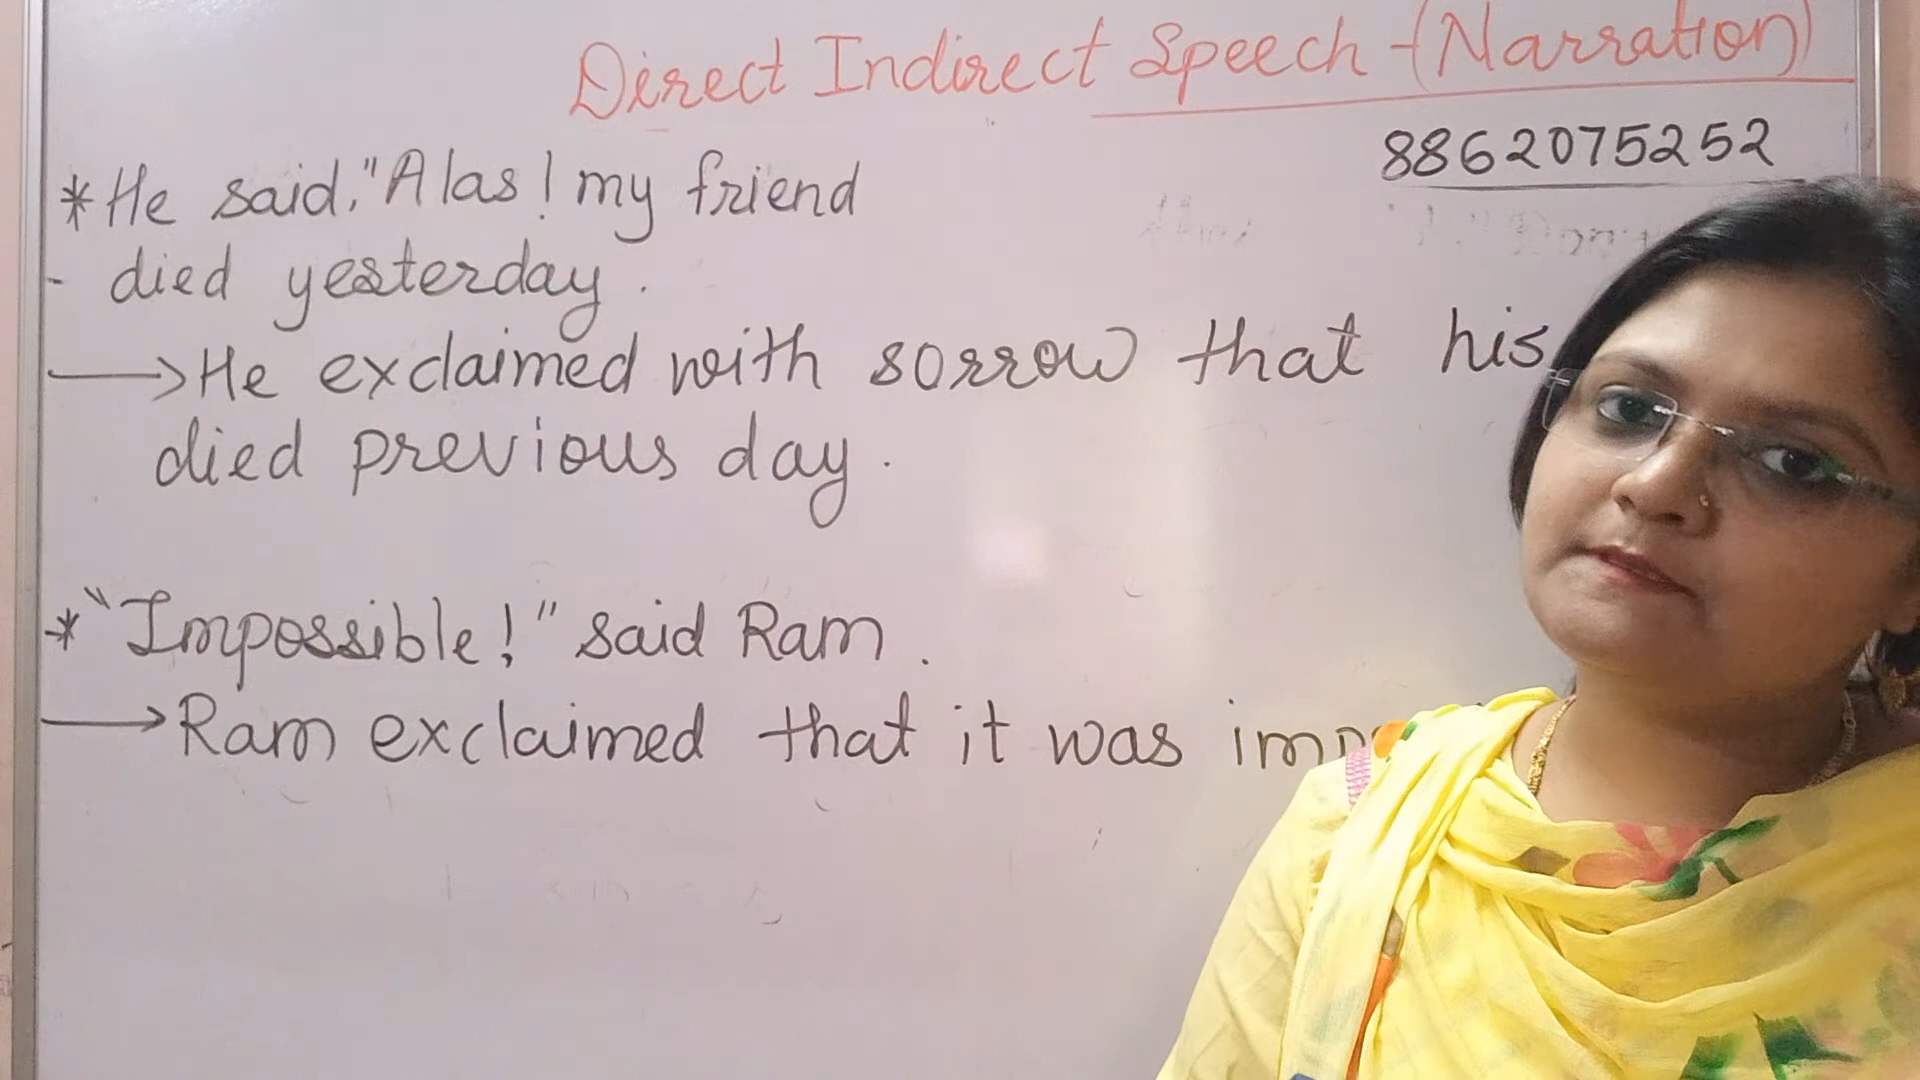 Direct Indirect Speech-(Narration)
8862075252
*He said,"Alas! my friend
- died yesterday.
→He exclaimed with sorrow that his
died previous day.
*"Impossible!" said Ram.
→Ram exclaimed that it was